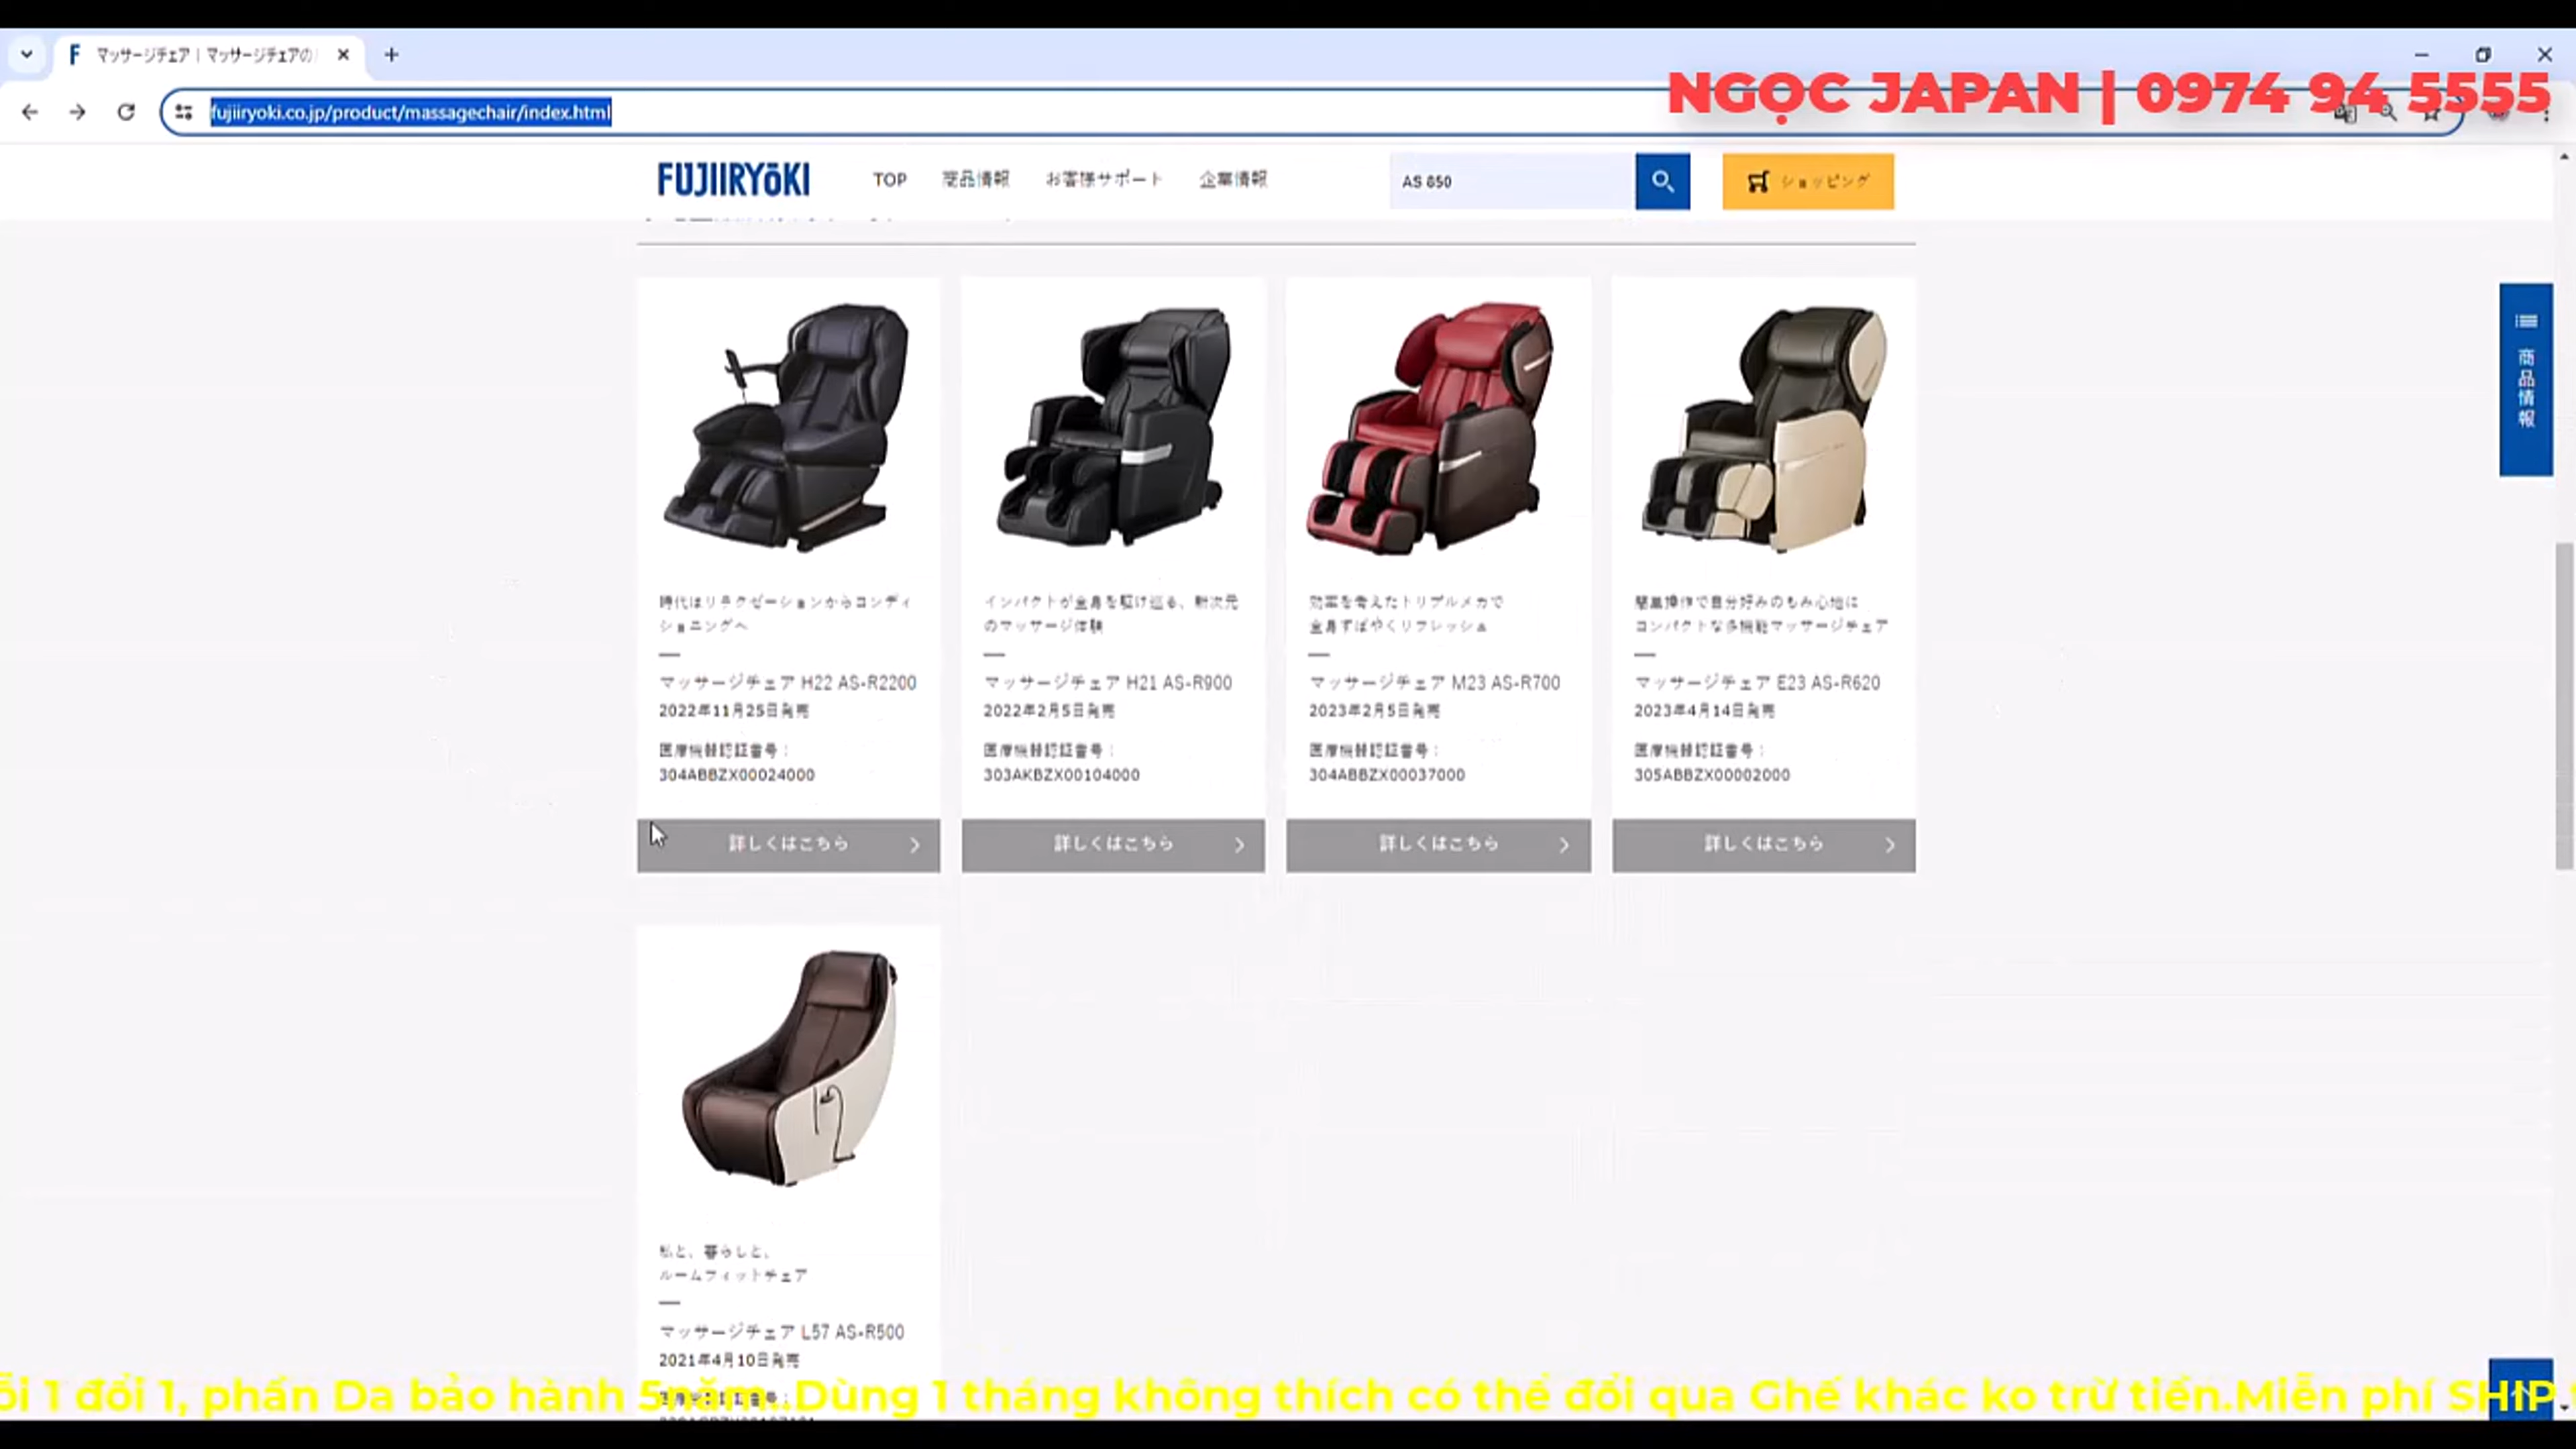 マッサージチェア｜マッサージチェアの
NGỌC JAPAN | 0974 94 5555
fujiiryoki.co.jp/product/massagechair/index.html
FUJIIRYōKI
TOP
商品情報
お客様サポート
企業情報
AS 850
ショッピング
商品情報
時代はリラクゼーションからコンディ
ショニングへ
マッサージチェア H22 AS-R2200
2022年11月25日発売
医療機器認証番号：
304ABBZX00024000
詳しくはこちら
インパクトが全身を駆け巡る、新次元
のマッサージ体験
マッサージチェア H21 AS-R900
2022年2月5日発売
医療機器認証番号：
303AKBZX00104000
詳しくはこちら
効率を考えたトリプルメカで
全身すばやくリフレッシュ
マッサージチェア M23 AS-R700
2023年2月5日発売
医療機器認証番号：
304ABBZX00037000
詳しくはこちら
簡単操作で自分好みのもみ心地に
コンパクトな多機能マッサージチェア
マッサージチェア E23 AS-R620
2023年4月14日発売
医療機器認証番号：
305ABBZX00002000
詳しくはこちら
私と、暮らしと、
ルームフィットチェア
マッサージチェア L57 AS-R500
2021年4月10日発売
1 đổi 1, phần Da bảo hành 5năm...Dùng 1 tháng không thích có thể đổi qua Ghế khác ko trừ tiền.Miễn phí SHIP